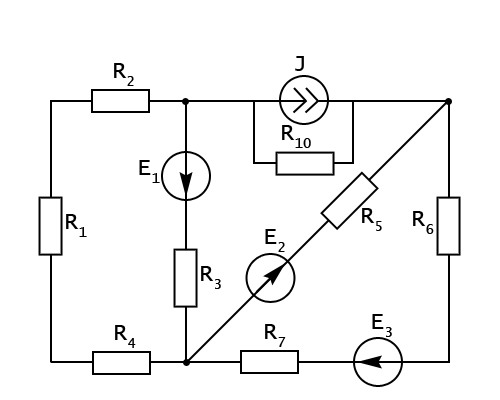 J
R₂
R₁₀
E₁
R₅
R₁
R₆
E₂
R₃
E₃
R₄
R₇